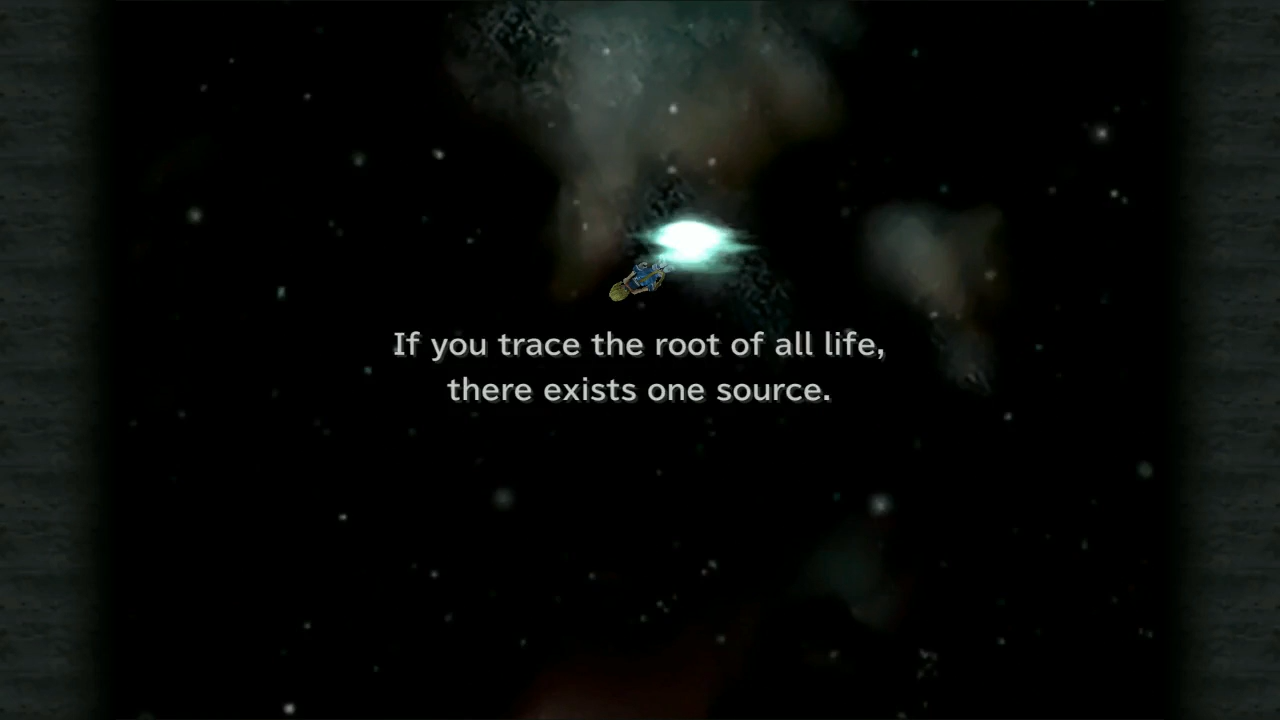 If you trace the root of all life,
there exists one source.